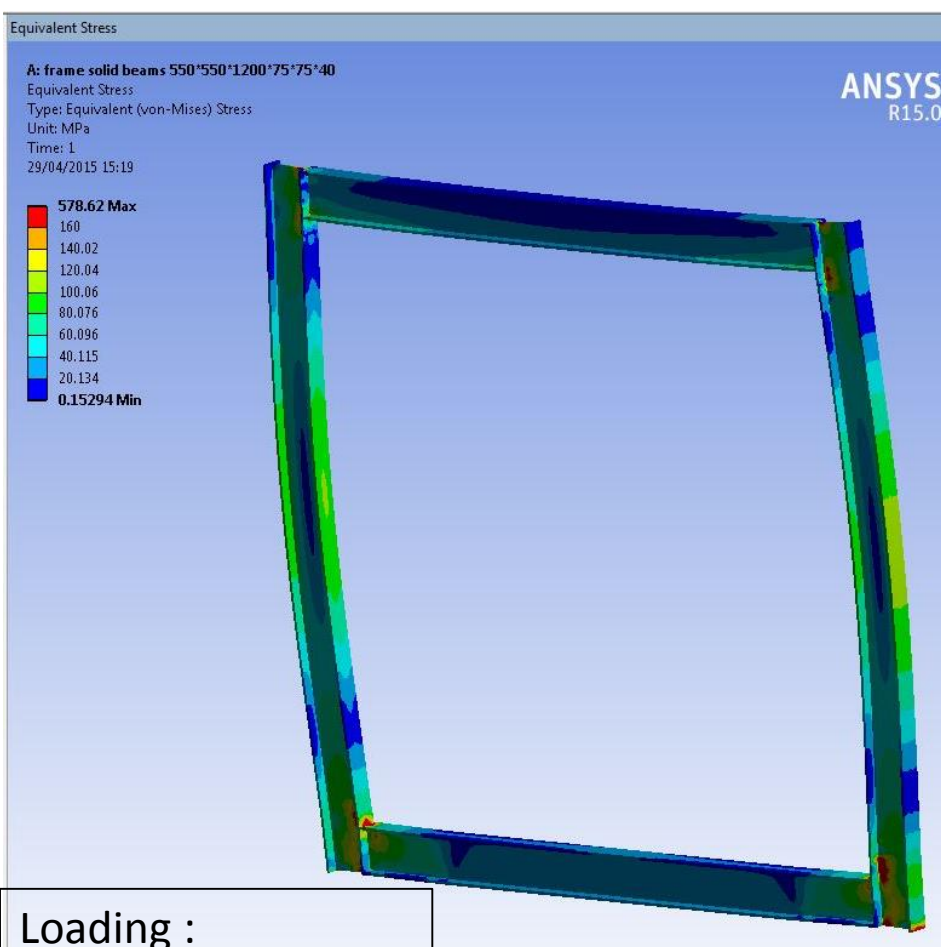 Equivalent Stress
A: frame solid beams 550*550*1200*75*75*40
Equivalent Stress
Type: Equivalent (von-Mises) Stress
Unit: MPa
Time: 1
29/04/2015 15:19
ANSYS
R15.0
578.62 Max
160
140.02
120.04
100.06
80.076
60.096
40.115
20.134
0.15294 Min
Loading :